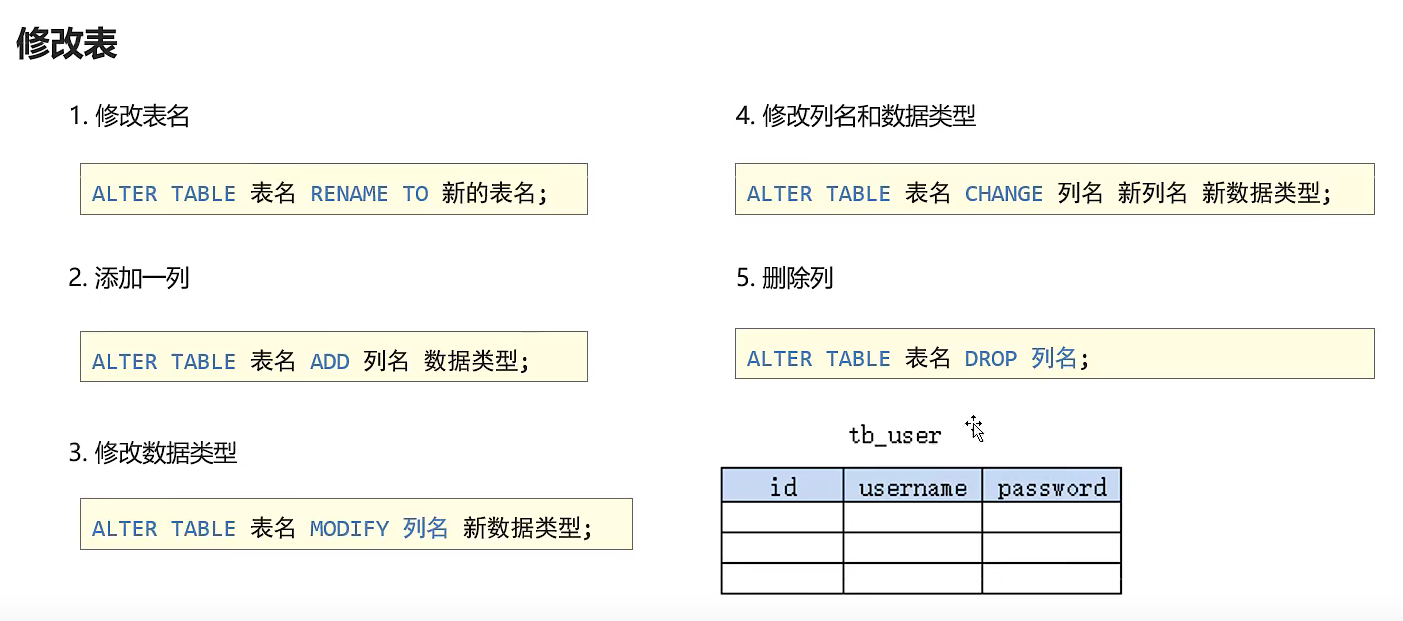 修改表
1. 修改表名
ALTER TABLE 表名 RENAME TO 新的表名;
2. 添加一列
ALTER TABLE 表名 ADD 列名 数据类型;
3. 修改数据类型
ALTER TABLE 表名 MODIFY 列名 新数据类型;
4. 修改列名和数据类型
ALTER TABLE 表名 CHANGE 列名 新列名 新数据类型;
5. 删除列
ALTER TABLE 表名 DROP 列名;
tb_user
id username password